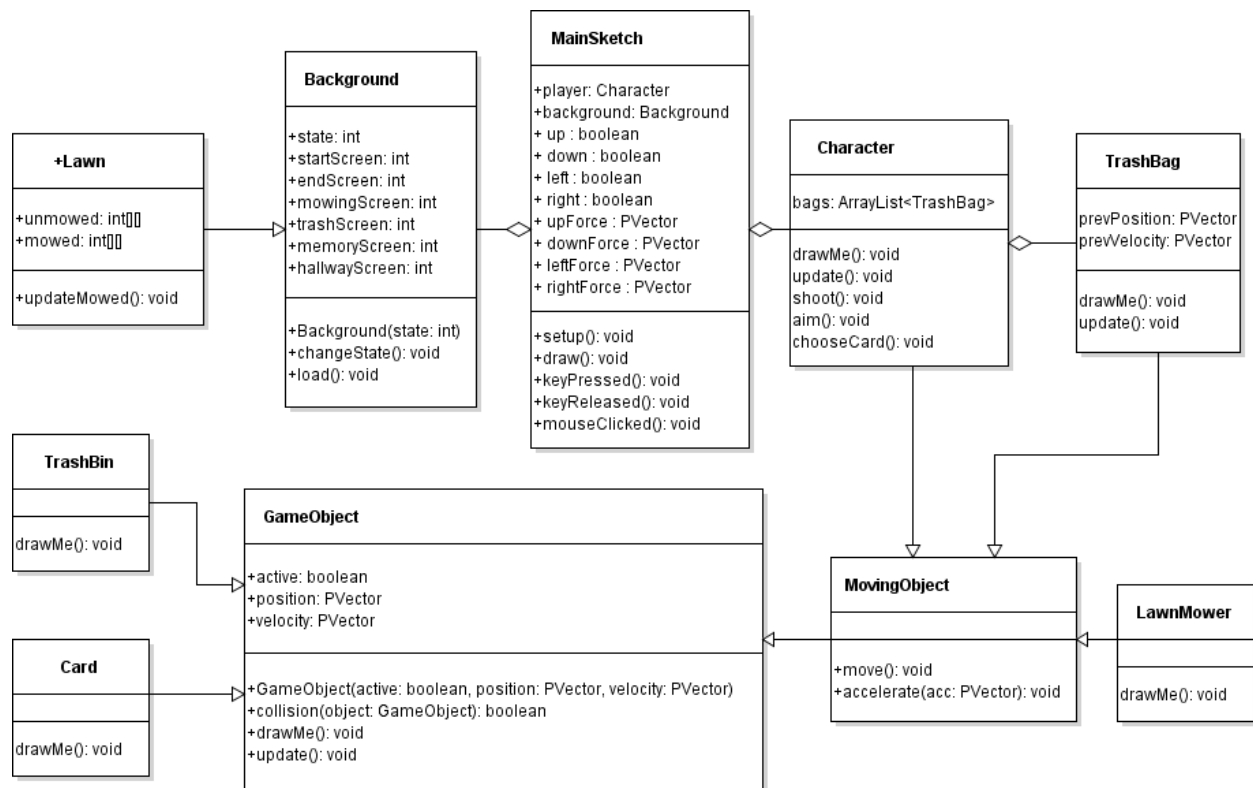 MainSketch
+player: Character
+background: Background
+ up : boolean
+ down : boolean
+ left : boolean
+ right : boolean
+ upForce : PVector
+ downForce : PVector
+ leftForce : PVector
+ rightForce : PVector
+setup(): void
+draw(): void
+keyPressed(): void
+keyReleased(): void
+mouseClicked(): void
Background
+state: int
+startScreen: int
+endScreen: int
+mowingScreen: int
+trashScreen: int
+memoryScreen: int
+hallwayScreen: int
+Background(state: int)
+changeState(): void
+load(): void
+Lawn
+unmowed: int[][]
+mowed: int[][]
+updateMowed(): void
Character
bags: ArrayList<TrashBag>
drawMe(): void
update(): void
shoot(): void
aim(): void
chooseCard(): void
TrashBag
prevPosition: PVector
prevVelocity: PVector
drawMe(): void
update(): void
TrashBin
drawMe(): void
GameObject
+active: boolean
+position: PVector
+velocity: PVector
+GameObject(active: boolean, position: PVector, velocity: PVector)
+collision(object: GameObject): boolean
+drawMe(): void
+update(): void
MovingObject
+move(): void
+accelerate(acc: PVector): void
LawnMower
drawMe(): void
Card
drawMe(): void